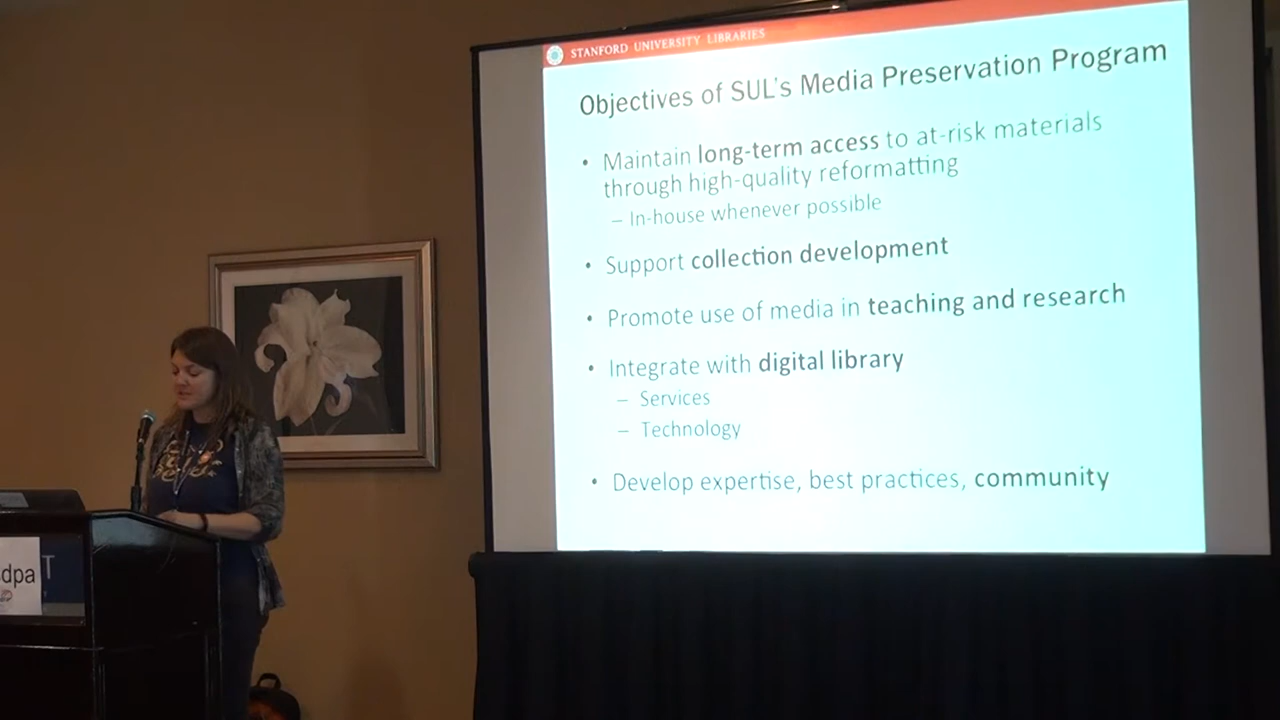 STANFORD UNIVERSITY LIBRARIES
Objectives of SUL's Media Preservation Program
• Maintain long-term access to at-risk materials
through high-quality reformatting
– In-house whenever possible
• Support collection development
• Promote use of media in teaching and research
• Integrate with digital library
– Services
– Technology
• Develop expertise, best practices, community
dpa
T